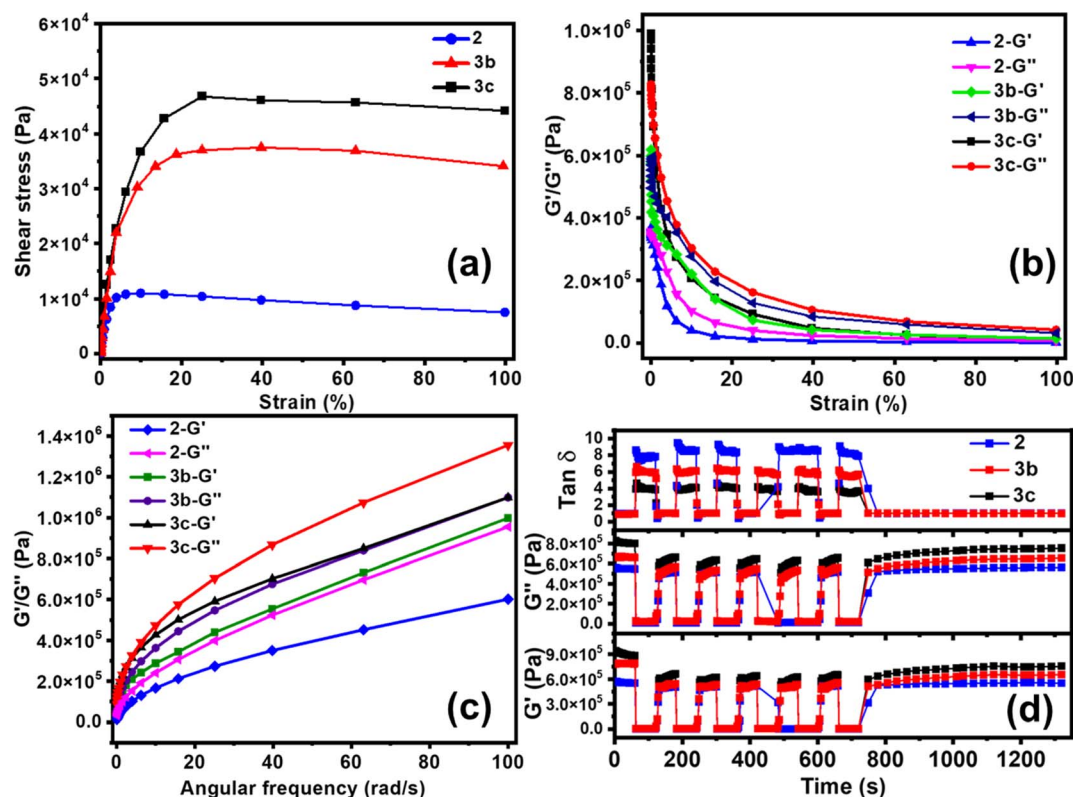 6×10⁴
5×10⁴
4×10⁴
3×10⁴
2×10⁴
1×10⁴
0
Shear stress (Pa)
2
3b
3c
(a)
0 20 40 60 80 100
Strain (%)
1.0×10⁶
8.0×10⁵
6.0×10⁵
4.0×10⁵
2.0×10⁵
0.0
G'/G" (Pa)
2-G'
2-G"
3b-G'
3b-G"
3c-G'
3c-G"
(b)
0 20 40 60 80 100
Strain (%)
1.4×10⁶
1.2×10⁶
1.0×10⁶
8.0×10⁵
6.0×10⁵
4.0×10⁵
2.0×10⁵
0.0
G'/G" (Pa)
2-G'
2-G"
3b-G'
3b-G"
3c-G'
3c-G"
(c)
0 20 40 60 80 100
Angular frequency (rad/s)
10
8
6
4
2
0
Tan δ
2
3b
3c
8.0×10⁵
6.0×10⁵
4.0×10⁵
2.0×10⁵
0.0
G" (Pa)
9.0×10⁵
6.0×10⁵
3.0×10⁵
0.0
G' (Pa)
(d)
0 200 400 600 800 1000 1200
Time (s)